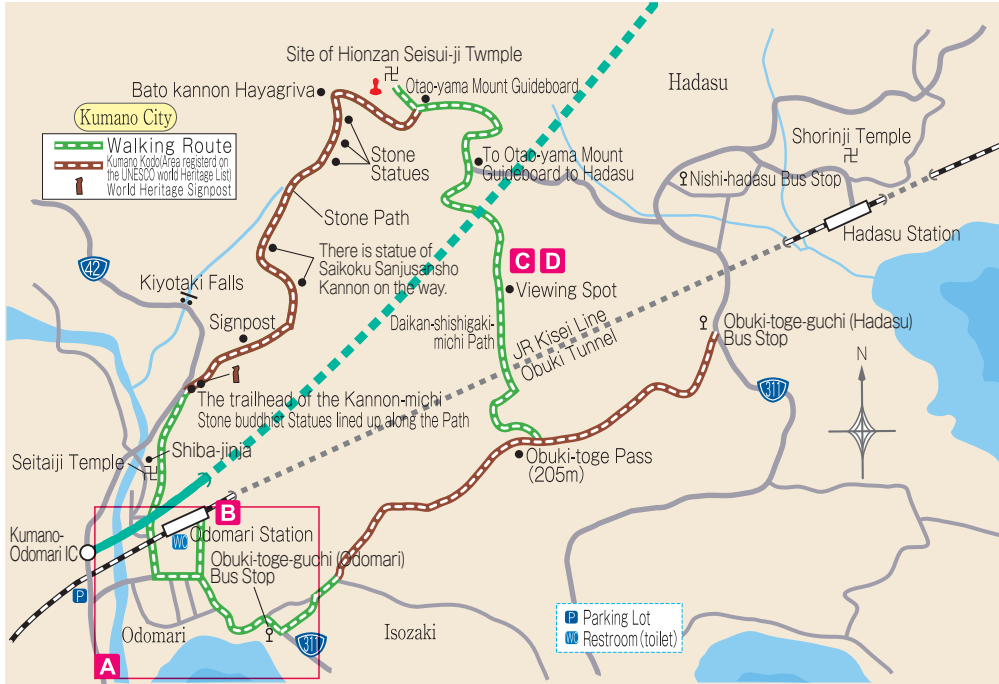 Site of Hionzan Seisui-ji Twmple
卍
Bato kannon Hayagriva
Otao-yama Mount Guideboard
Hadasu
Kumano City
Walking Route
Kumano Kodo(Area registerd on
the UNESCO world Heritage List)
World Heritage Signpost
Stone
Statues
To Otao-yama Mount
Guideboard to Hadasu
Shorinji Temple
卍
Nishi-hadasu Bus Stop
Stone Path
Hadasu Station
There is statue of
Saikoku Sanjusansho
Kannon on the way.
42
Kiyotaki Falls
C D
Viewing Spot
Signpost
Daikan-shishigaki-
michi Path
JR Kisei Line
Obuki Tunnel
Obuki-toge-guchi (Hadasu)
Bus Stop
N
311
The trailhead of the Kannon-michi
Stone buddhist Statues lined up along the Path
Shiba-jinja
Seitaiji Temple
卍
Obuki-toge Pass
(205m)
B
Kumano-
Odomari IC
WC
Odomari Station
Obuki-toge-guchi (Odomari)
Bus Stop
P
Odomari
311
Isozaki
A
P Parking Lot
WC Restroom (toilet)